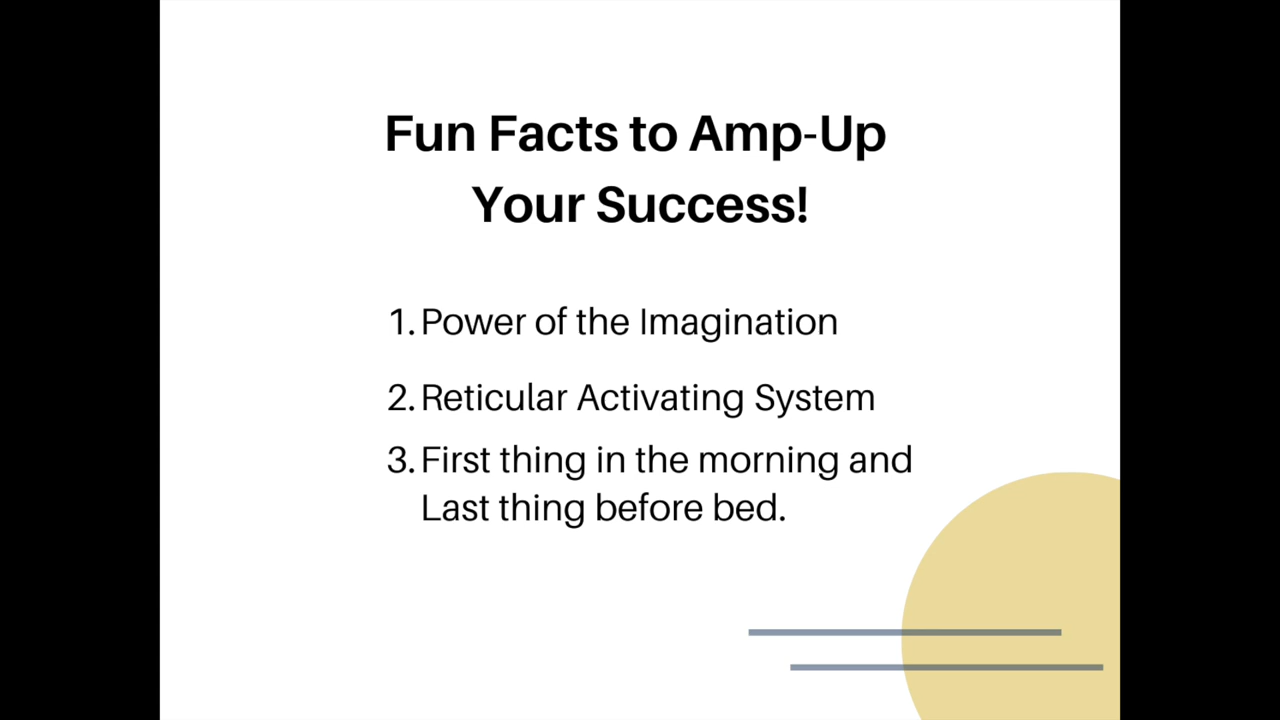 Fun Facts to Amp-Up
Your Success!
1. Power of the Imagination
2. Reticular Activating System
3. First thing in the morning and
Last thing before bed.